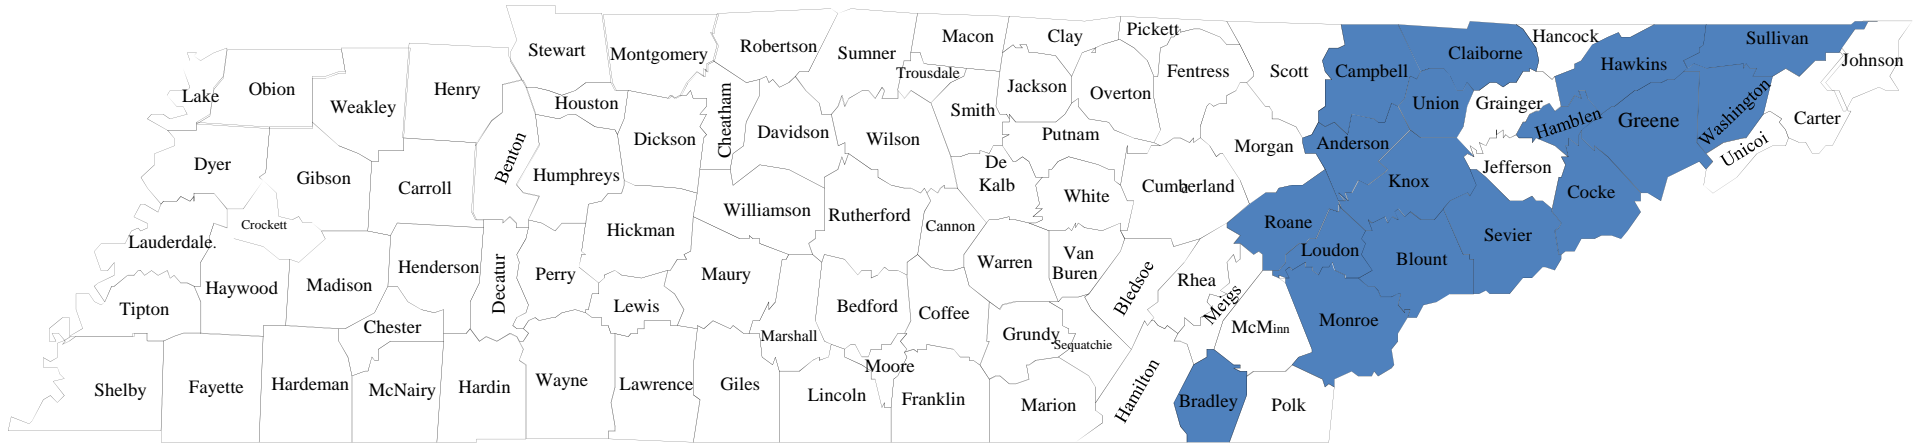 Stewart
Montgomery
Robertson
Sumner
Macon
Clay
Pickett
Hancock
Claiborne
Sullivan
Johnson
Lake
Obion
Weakley
Henry
Houston
Trousdale
Jackson
Overton
Fentress
Scott
Campbell
Hawkins
Benton
Dickson
Cheatham
Davidson
Wilson
Smith
Putnam
Morgan
Anderson
Union
Grainger
Hamblen
Greene
Washington
Unicoi
Carter
Dyer
Gibson
Carroll
Humphreys
Williamson
Rutherford
De
Kalb
White
Cumberland
Knox
Jefferson
Cocke
Lauderdale.
Crockett
Hickman
Cannon
Warren
Van
Buren
Bledsoe
Rhea
Meigs
Roane
Loudon
Blount
Sevier
Tipton
Haywood
Madison
Henderson
Decatur
Perry
Lewis
Maury
Marshall
Bedford
Coffee
Grundy
Sequatchie
McMinn
Monroe
Chester
Shelby
Fayette
Hardeman
McNairy
Hardin
Wayne
Lawrence
Giles
Lincoln
Moore
Franklin
Marion
Hamilton
Bradley
Polk